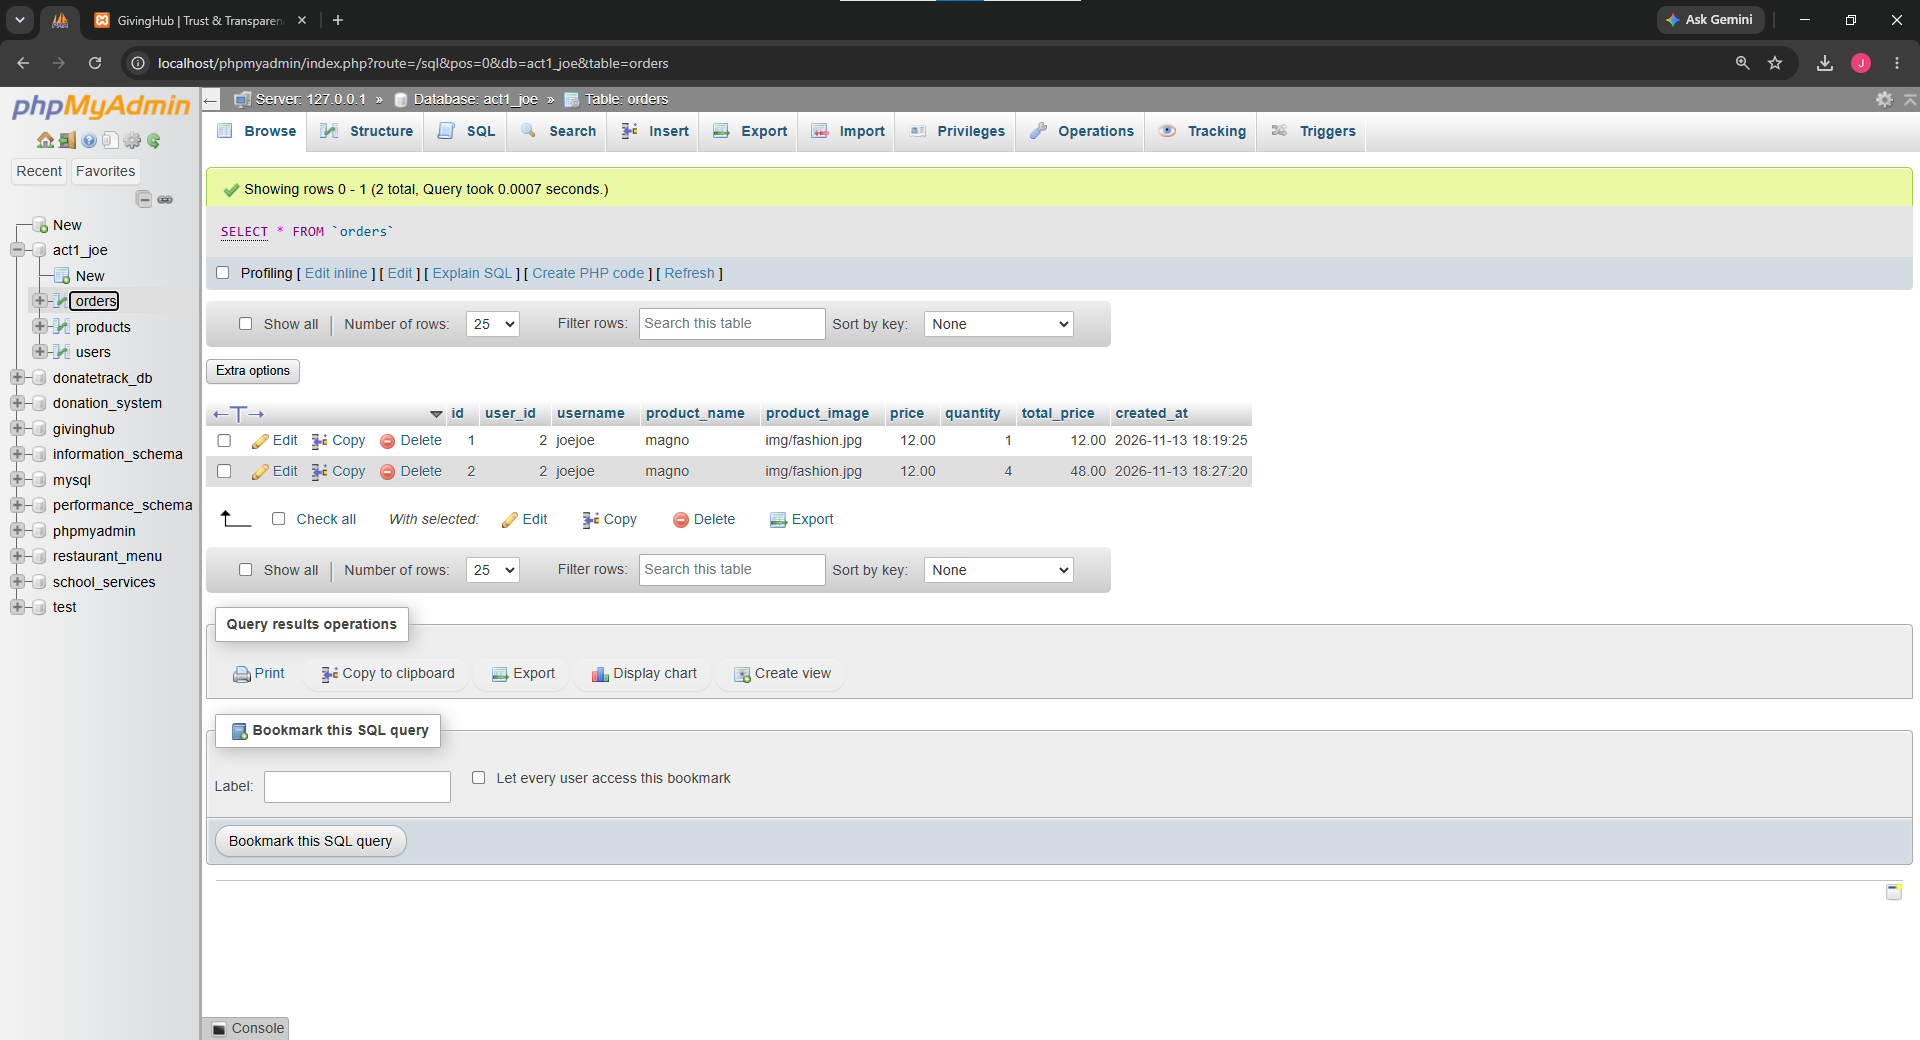 GivingHub | Trust & Transparen
Ask Gemini
localhost/phpmyadmin/index.php?route=/sql&pos=0&db=act1_joe&table=orders
J
phpMyAdmin
Recent Favorites
New
act1_joe
New
orders
products
users
donatetrack_db
donation_system
givinghub
information_schema
mysql
performance_schema
phpmyadmin
restaurant_menu
school_services
test
Server: 127.0.0.1 » Database: act1_joe » Table: orders
Browse Structure SQL Search Insert Export Import Privileges Operations Tracking Triggers
Showing rows 0 - 1 (2 total, Query took 0.0007 seconds.)
SELECT * FROM `orders`
Profiling [ Edit inline ] [ Edit ] [ Explain SQL ] [ Create PHP code ] [ Refresh ]
Show all Number of rows: 25 Filter rows: Search this table Sort by key: None
Extra options
id user_id username product_name product_image price quantity total_price created_at
Edit Copy Delete 1 2 joejoe magno img/fashion.jpg 12.00 1 12.00 2026-11-13 18:19:25
Edit Copy Delete 2 2 joejoe magno img/fashion.jpg 12.00 4 48.00 2026-11-13 18:27:20
Check all With selected: Edit Copy Delete Export
Show all Number of rows: 25 Filter rows: Search this table Sort by key: None
Query results operations
Print Copy to clipboard Export Display chart Create view
Bookmark this SQL query
Label: Let every user access this bookmark
Bookmark this SQL query
Console